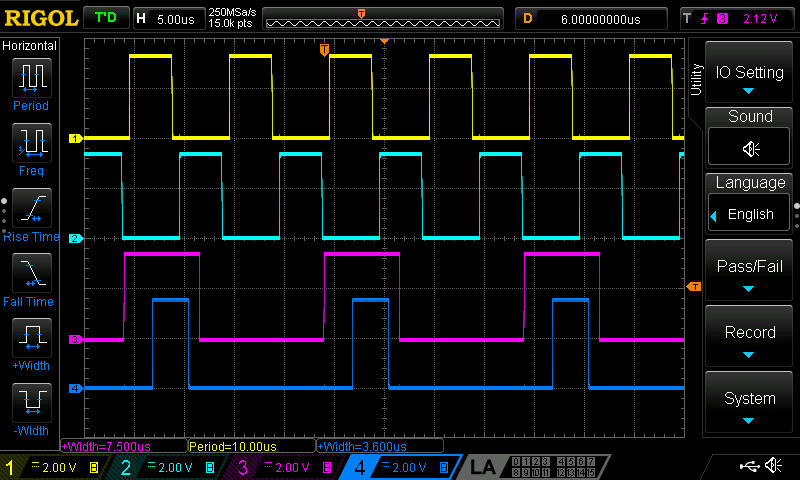 RIGOL T'D H 5.00us 250MSa/s 15.0k pts T D 6.00000000us T 3 2.12 V
Horizontal
Period
Freq
Rise Time
Fall Time
+Width
-Width
T
1
2
3
4
T
Utility
IO Setting
Sound
Language
English
Pass/Fail
Record
System
+Width=7.500us Period=10.00us +Width=3.600us
1 2.00 V B 2 2.00 V B 3 2.00 V B 4 2.00 V B LA 0 1 2 3 4 5 6 7
8 9 10 11 12 13 14 15